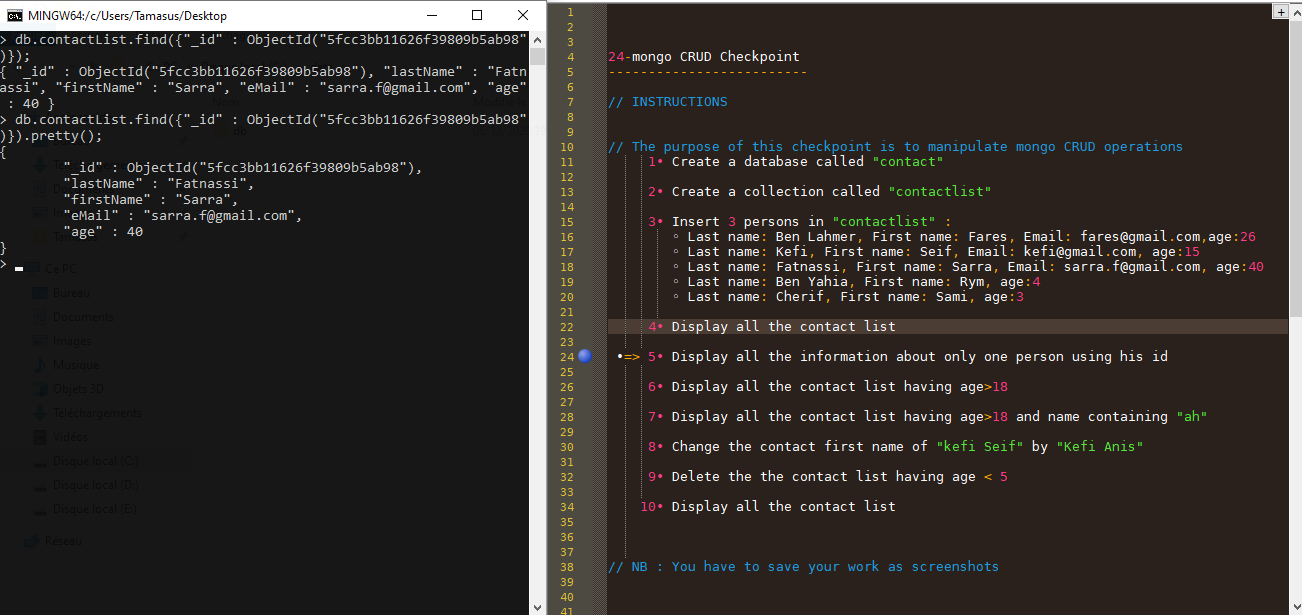 MINGW64:/c/Users/Tamasus/Desktop
> db.contactList.find({"_id" : ObjectId("5fcc3bb11626f39809b5ab98"
)});
{ "_id" : ObjectId("5fcc3bb11626f39809b5ab98"), "lastName" : "Fatn
assi", "firstName" : "Sarra", "eMail" : "sarra.f@gmail.com", "age"
: 40 }
> db.contactList.find({"_id" : ObjectId("5fcc3bb11626f39809b5ab98"
)}).pretty();
{
"_id" : ObjectId("5fcc3bb11626f39809b5ab98"),
"lastName" : "Fatnassi",
"firstName" : "Sarra",
"eMail" : "sarra.f@gmail.com",
"age" : 40
}
>
Ce PC
Bureau
Documents
Images
Musique
Objets 3D
Téléchargements
Vidéos
Disque local (C:)
Disque local (D:)
Disque local (E:)
Réseau
1
2
3
4 24-mongo CRUD Checkpoint
5 -------------------------
6
7 // INSTRUCTIONS
8
9
10 // The purpose of this checkpoint is to manipulate mongo CRUD operations
11 1• Create a database called "contact"
12
13 2• Create a collection called "contactlist"
14
15 3• Insert 3 persons in "contactlist" :
16 ◦ Last name: Ben Lahmer, First name: Fares, Email: fares@gmail.com,age:26
17 ◦ Last name: Kefi, First name: Seif, Email: kefi@gmail.com, age:15
18 ◦ Last name: Fatnassi, First name: Sarra, Email: sarra.f@gmail.com, age:40
19 ◦ Last name: Ben Yahia, First name: Rym, age:4
20 ◦ Last name: Cherif, First name: Sami, age:3
21
22 4• Display all the contact list
23
24 •=> 5• Display all the information about only one person using his id
25
26 6• Display all the contact list having age>18
27
28 7• Display all the contact list having age>18 and name containing "ah"
29
30 8• Change the contact first name of "kefi Seif" by "Kefi Anis"
31
32 9• Delete the the contact list having age < 5
33
34 10• Display all the contact list
35
36
37
38 // NB : You have to save your work as screenshots
39
40
41